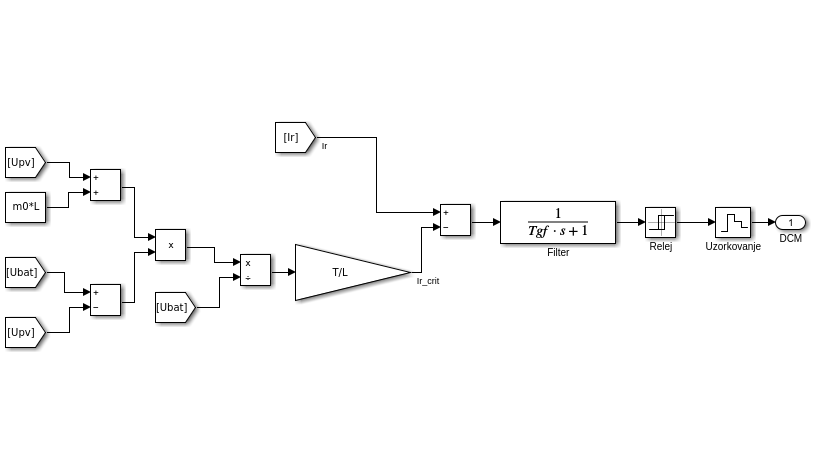 [Ir]
Ir
[Upv]
+
+
m0*L
x
+
−
1
Tgf · s + 1
Filter
Relej
Uzorkovanje
1
DCM
[Ubat]
+
−
[Upv]
x
÷
[Ubat]
T/L
Ir_crit